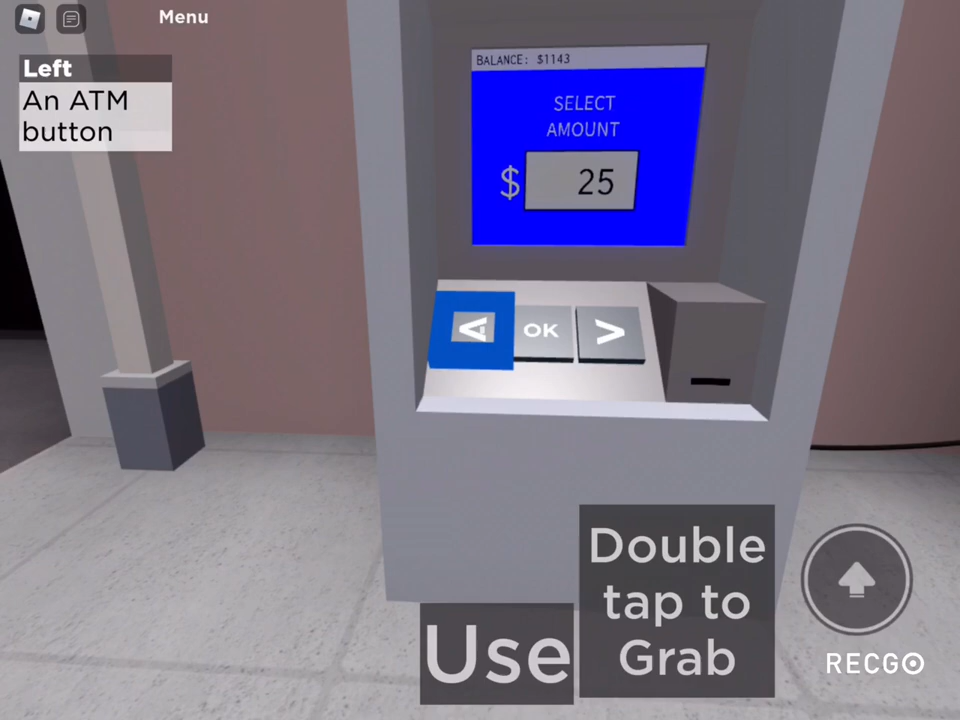 Menu
Left
An ATM
button
BALANCE: $1143
SELECT
AMOUNT
$ 25
<
OK
>
Use
Double
tap to
Grab
RECGO